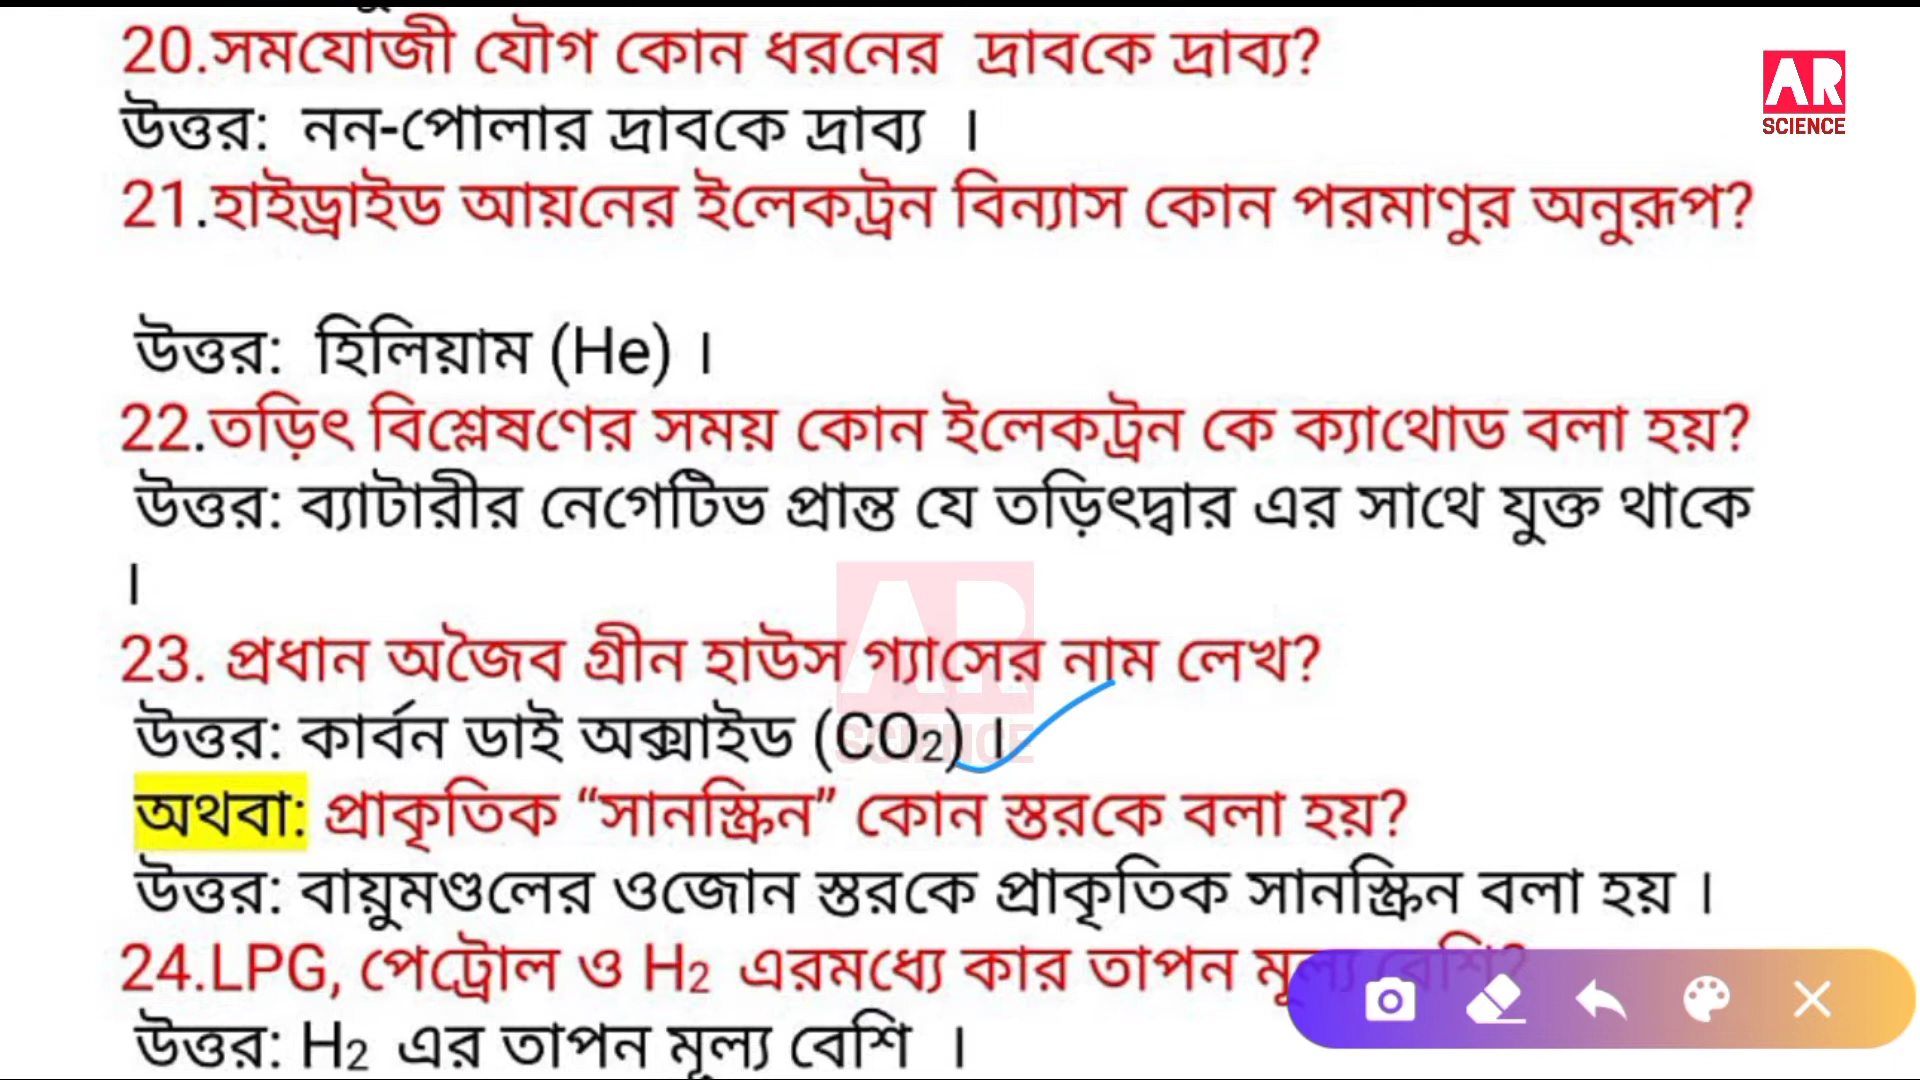 20.সমযোজী যৌগ কোন ধরনের দ্রাবকে দ্রাব্য?
AR
SCIENCE
উত্তর: নন-পোলার দ্রাবকে দ্রাব্য ।
21.হাইড্রাইড আয়নের ইলেকট্রন বিন্যাস কোন পরমাণুর অনুরূপ?
উত্তর: হিলিয়াম (He) ।
22.তড়িৎ বিশ্লেষণের সময় কোন ইলেকট্রন কে ক্যাথোড বলা হয়?
উত্তর: ব্যাটারীর নেগেটিভ প্রান্ত যে তড়িৎদ্বার এর সাথে যুক্ত থাকে
।
23. প্রধান অজৈব গ্রীন হাউস গ্যাসের নাম লেখ?
উত্তর: কার্বন ডাই অক্সাইড (CO2) ।
AR
SCIENCE
অথবা: প্রাকৃতিক “সানস্ক্রিন” কোন স্তরকে বলা হয়?
উত্তর: বায়ুমণ্ডলের ওজোন স্তরকে প্রাকৃতিক সানস্ক্রিন বলা হয় ।
24.LPG, পেট্রোল ও H2 এরমধ্যে কার তাপন মূল্য বেশি?
উত্তর: H2 এর তাপন মূল্য বেশি ।